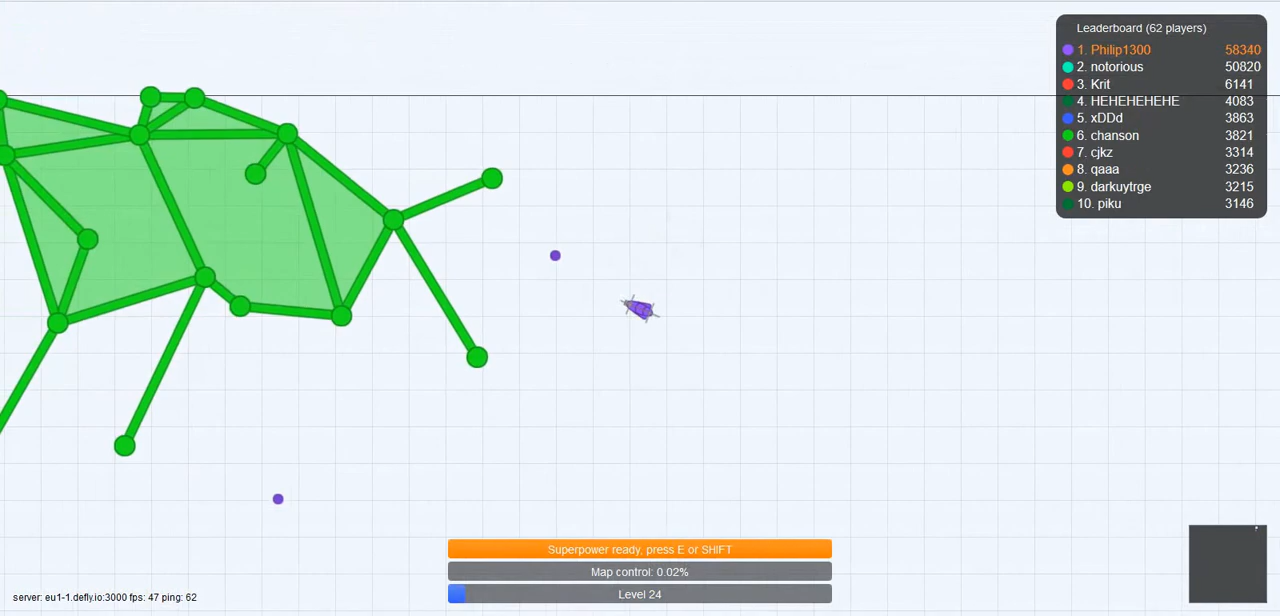 Leaderboard (62 players)
1. Philip1300 58340
2. notorious 50820
3. Krit 6141
4. HEHEHEHEHE 4083
5. xDDd 3863
6. chanson 3821
7. cjkz 3314
8. qaaa 3236
9. darkuytrge 3215
10. piku 3146
Superpower ready, press E or SHIFT
Map control: 0.02%
Level 24
server: eu1-1.defly.io:3000 fps: 47 ping: 62